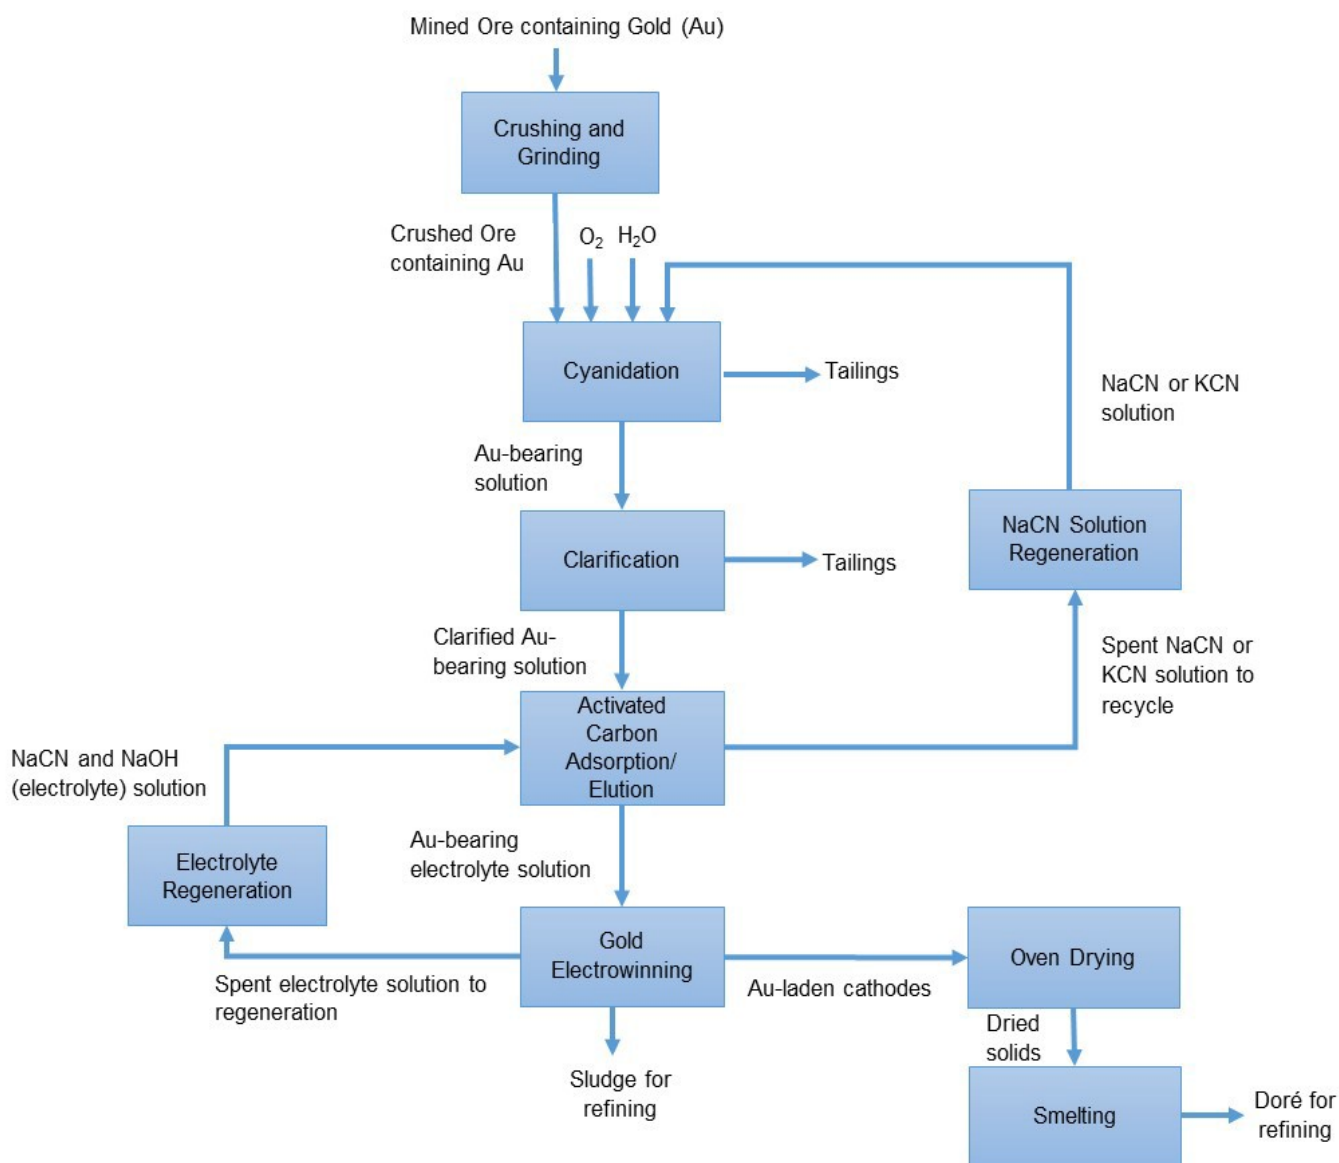 Mined Ore containing Gold (Au)
Crushing and
Grinding
Crushed Ore
containing Au
O₂
H₂O
Cyanidation
Tailings
NaCN or KCN
solution
Au-bearing
solution
NaCN Solution
Regeneration
Clarification
Tailings
Clarified Au-
bearing solution
Spent NaCN or
KCN solution to
recycle
Activated
Carbon
Adsorption/
Elution
NaCN and NaOH
(electrolyte) solution
Au-bearing
electrolyte solution
Electrolyte
Regeneration
Gold
Electrowinning
Oven Drying
Spent electrolyte solution to
regeneration
Au-laden cathodes
Dried
solids
Sludge for
refining
Smelting
Doré for
refining